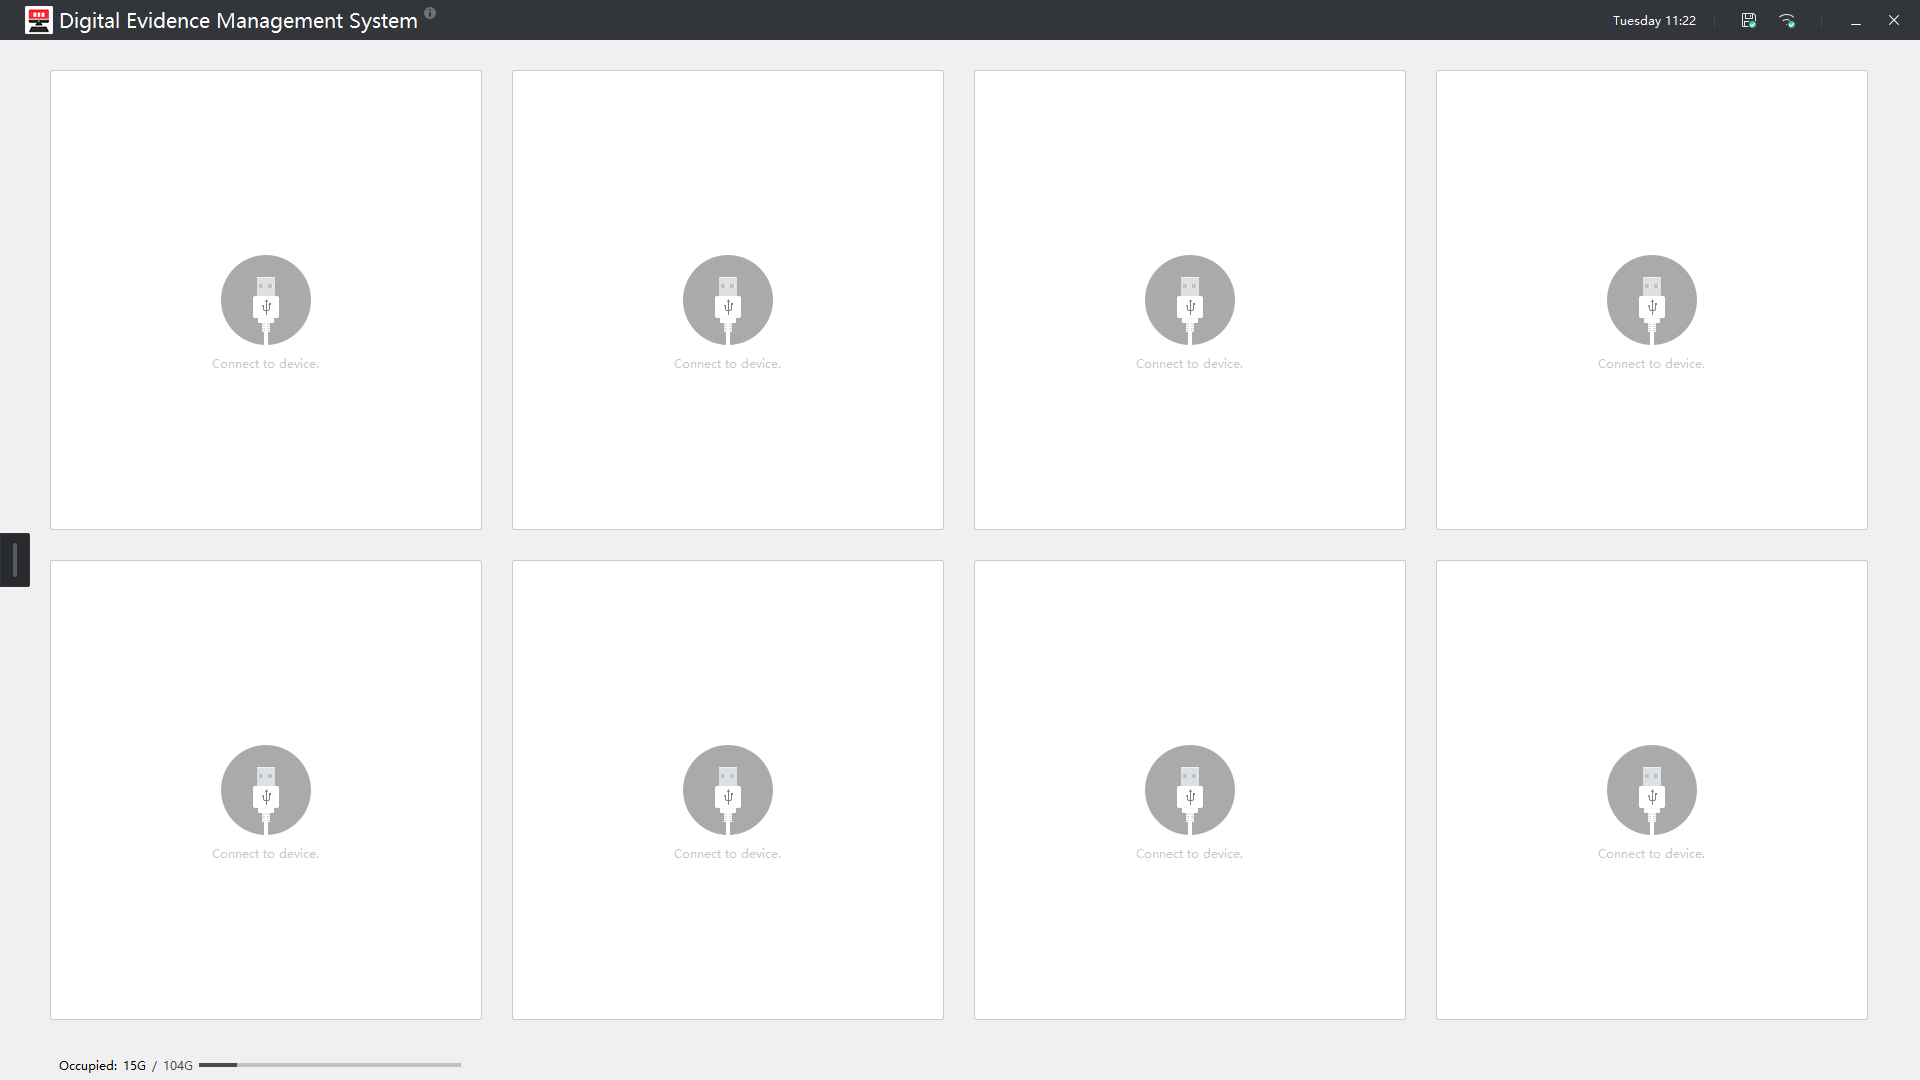 Digital Evidence Management System
Tuesday 11:22
Connect to device.
Connect to device.
Connect to device.
Connect to device.
Connect to device.
Connect to device.
Connect to device.
Connect to device.
Occupied: 15G / 104G